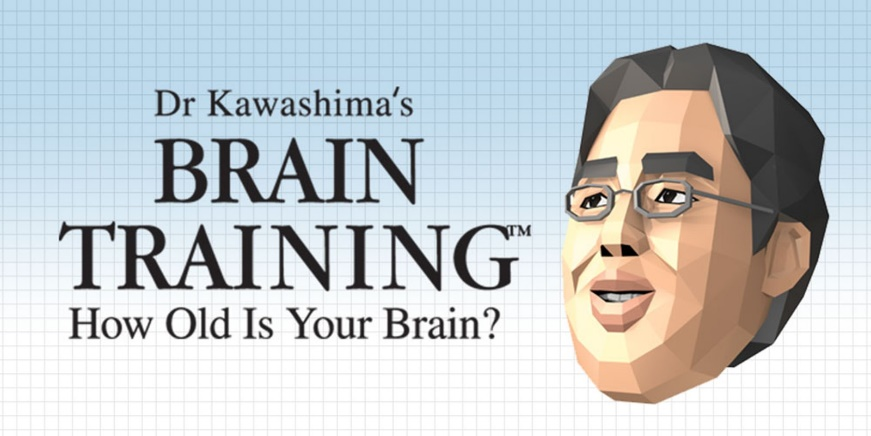 Dr Kawashima's
BRAIN
TRAINING™
How Old Is Your Brain?